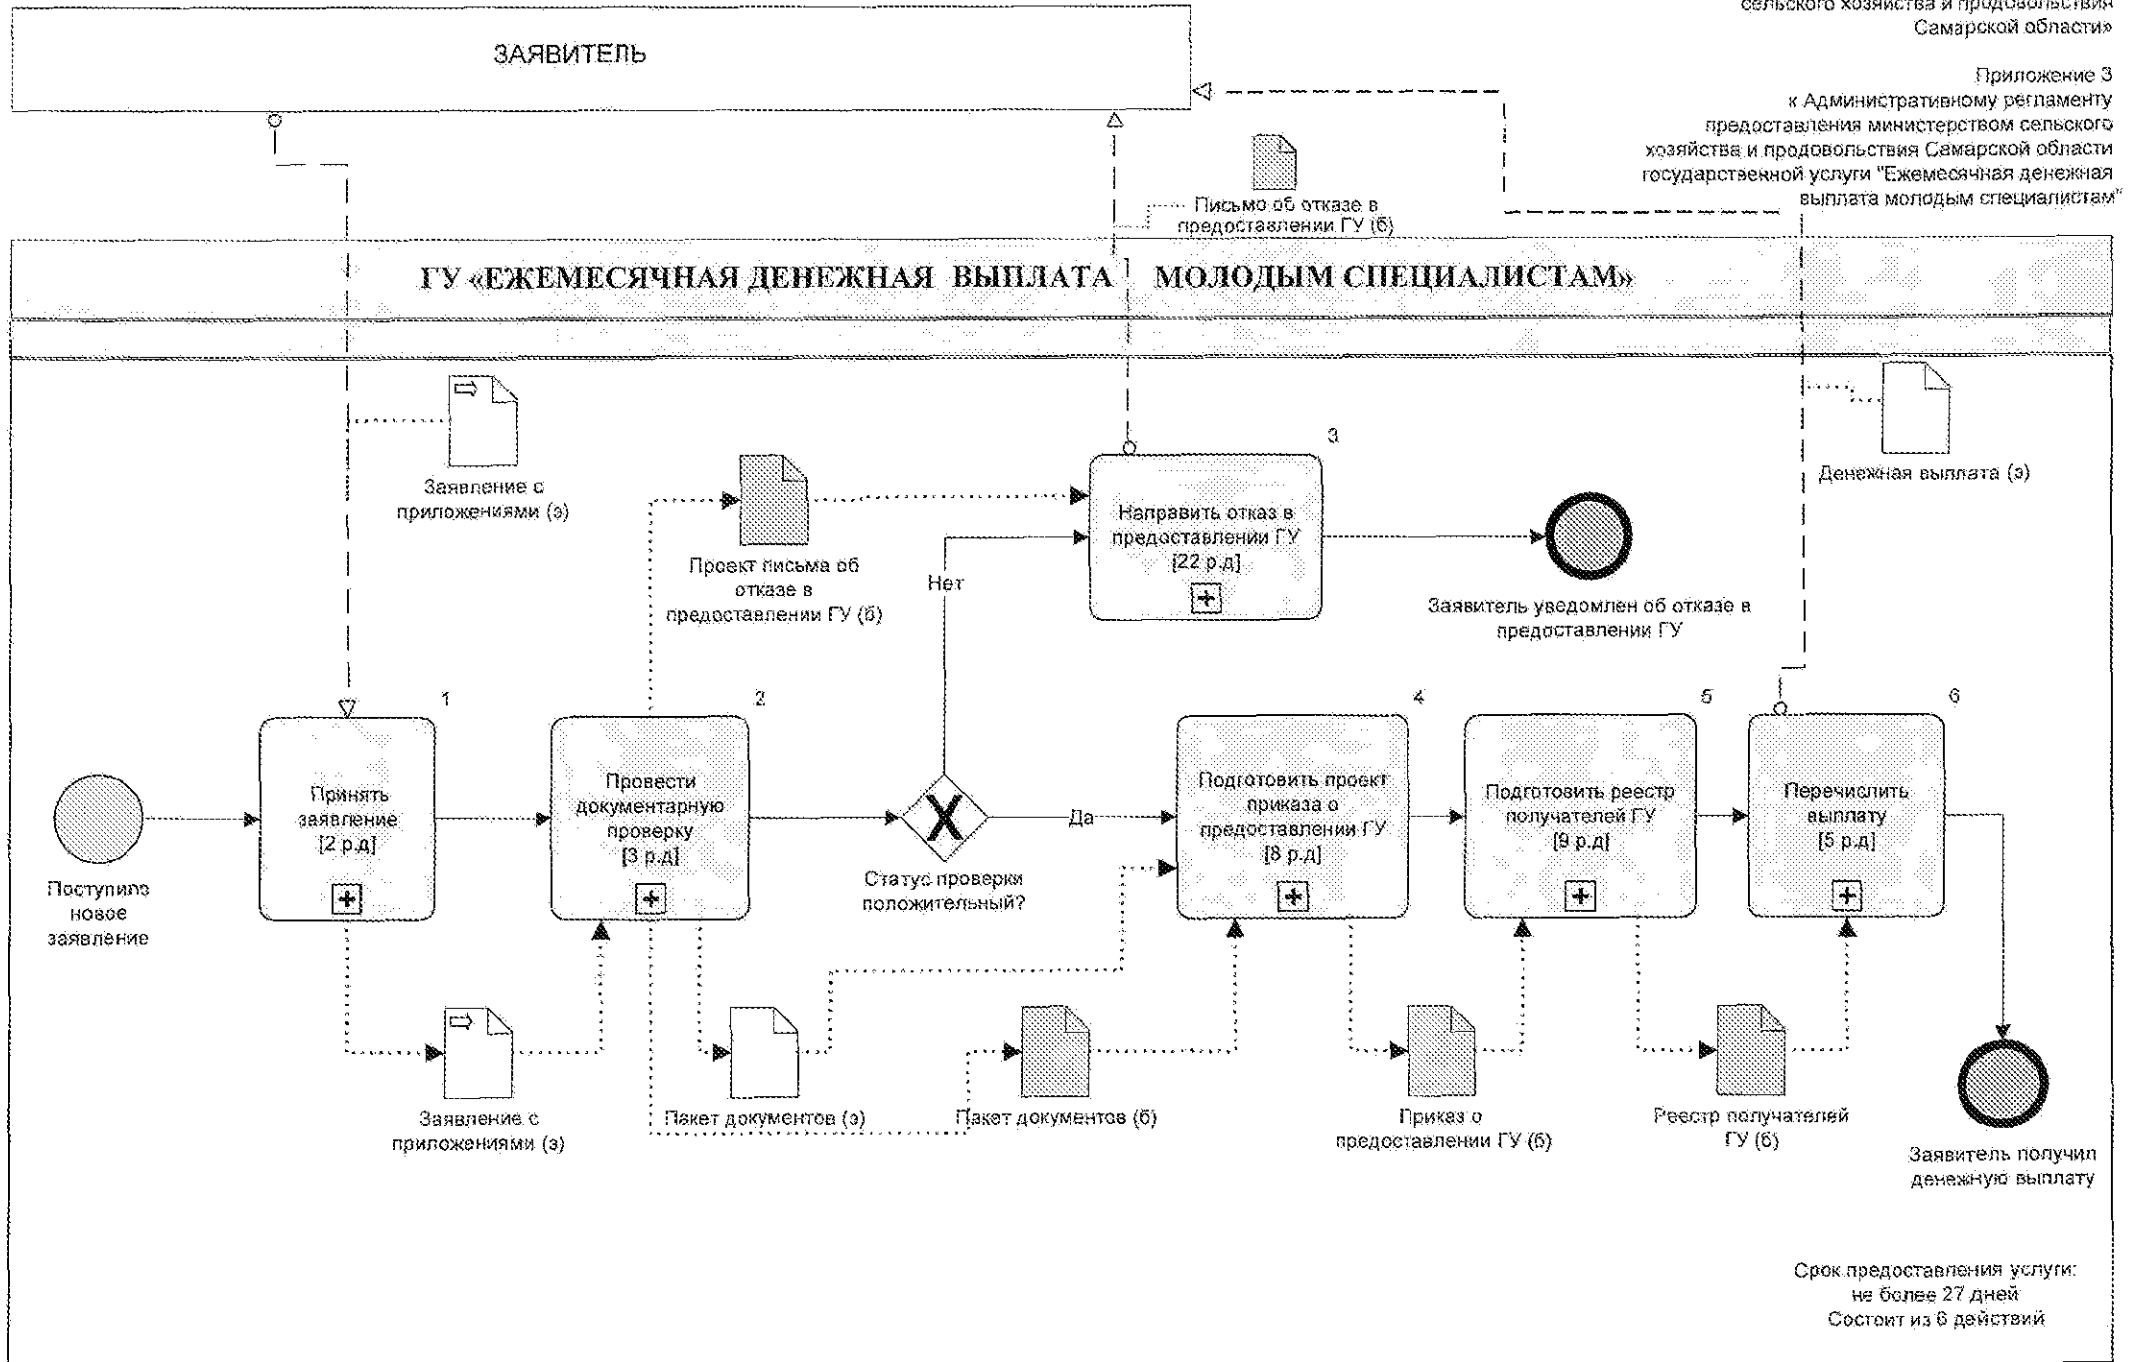 сельского хозяйства и продовольствия
Самарской области»
ЗАЯВИТЕЛЬ
Приложение 3
к Административному регламенту
предоставления министерством сельского
хозяйства и продовольствия Самарской области
государственной услуги "Ежемесячная денежная
выплата молодым специалистам"
Письмо об отказе в
предоставлении ГУ (б)
ГУ «ЕЖЕМЕСЯЧНАЯ ДЕНЕЖНАЯ ВЫПЛАТА МОЛОДЫМ СПЕЦИАЛИСТАМ»
Заявление с
приложениями (э)
Денежная выплата (э)
Проект письма об
отказе в
предоставлении ГУ (б)
Нет
3
Направить отказ в
предоставлении ГУ
[22 р.д]
Заявитель уведомлен об отказе в
предоставлении ГУ
Поступило
новое
заявление
1
Принять
заявление
[2 р.д]
2
Провести
документарную
проверку
[3 р.д]
Статус проверки
положительный?
Да
4
Подготовить проект
приказа о
предоставлении ГУ
[8 р.д]
5
Подготовить реестр
получателей ГУ
[9 р.д]
6
Перечислить
выплату
[5 р.д]
Заявление с
приложениями (э)
Пакет документов (э)
Пакет документов (б)
Приказ о
предоставлении ГУ (б)
Реестр получателей
ГУ (б)
Заявитель получил
денежную выплату
Срок предоставления услуги:
не более 27 дней
Состоит из 6 действий